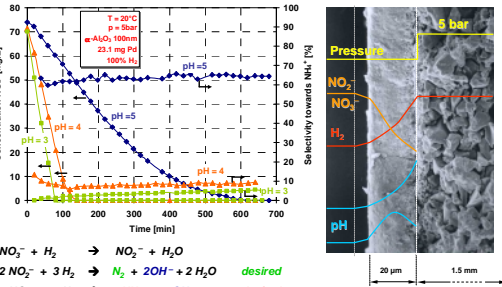 80
70
60
50
40
30
20
10
0
100
90
80
70
60
50
40
30
20
10
0
T = 20°C
p = 5bar
α-Al₂O₃ 100nm
23.1 mg Pd
100% H₂
pH =5
pH =5
pH = 4
pH = 4
pH = 3
pH = 3
Selectivity towards NH₄⁺ [%]
0 100 200 300 400 500 600 700
Time [min]
NO₃⁻ + H₂ → NO₂⁻ + H₂O
2 NO₂⁻ + 3 H₂ → N₂ + 2OH⁻ + 2 H₂O desired
5 bar
Pressure
NO₂⁻
NO₃⁻
H₂
pH
20 µm
1.5 mm